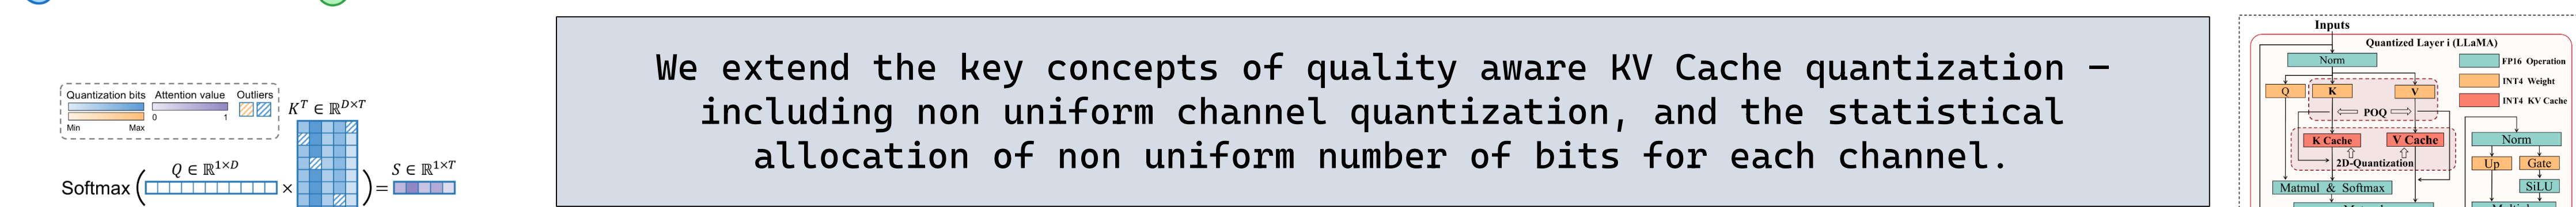 Quantization bits Attention value Outliers
0 1
Min Max
K^T ∈ ℝ^{D×T}
Q ∈ ℝ^{1×D}
S ∈ ℝ^{1×T}
Softmax ( × ) =
We extend the key concepts of quality aware KV Cache quantization –
including non uniform channel quantization, and the statistical
allocation of non uniform number of bits for each channel.
Inputs
Quantized Layer i (LLaMA)
Norm
FP16 Operation
INT4 Weight
INT4 KV Cache
Q K V
POQ
K Cache V Cache
2D-Quantization
Matmul & Softmax
Norm
Up Gate
SiLU